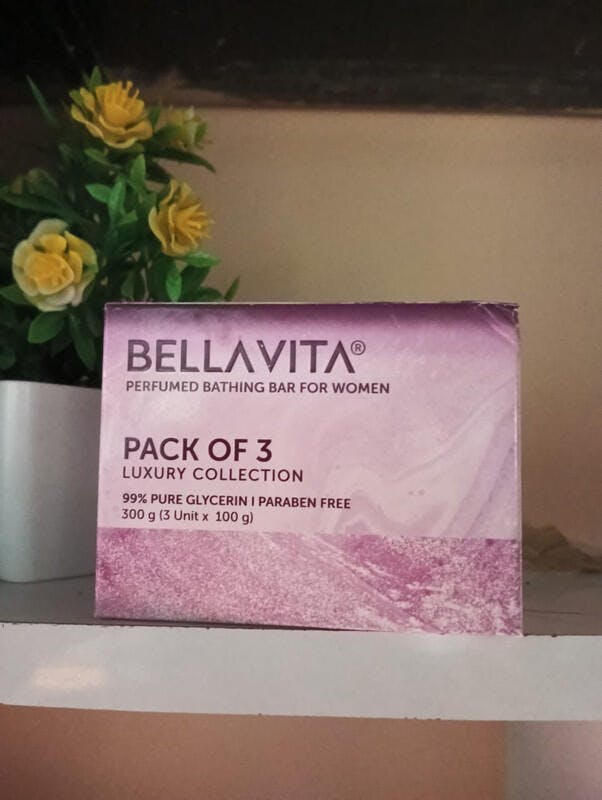 BELLAVITA®
PERFUMED BATHING BAR FOR WOMEN
PACK OF 3
LUXURY COLLECTION
99% PURE GLYCERIN I PARABEN FREE
300 g (3 Unit x 100 g)